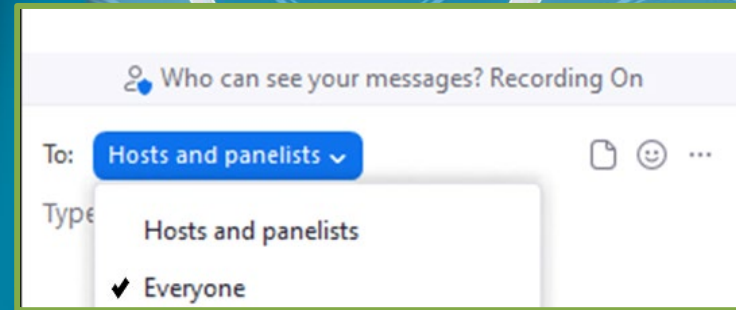 Who can see your messages? Recording On
To: Hosts and panelists
Type
Hosts and panelists
Everyone